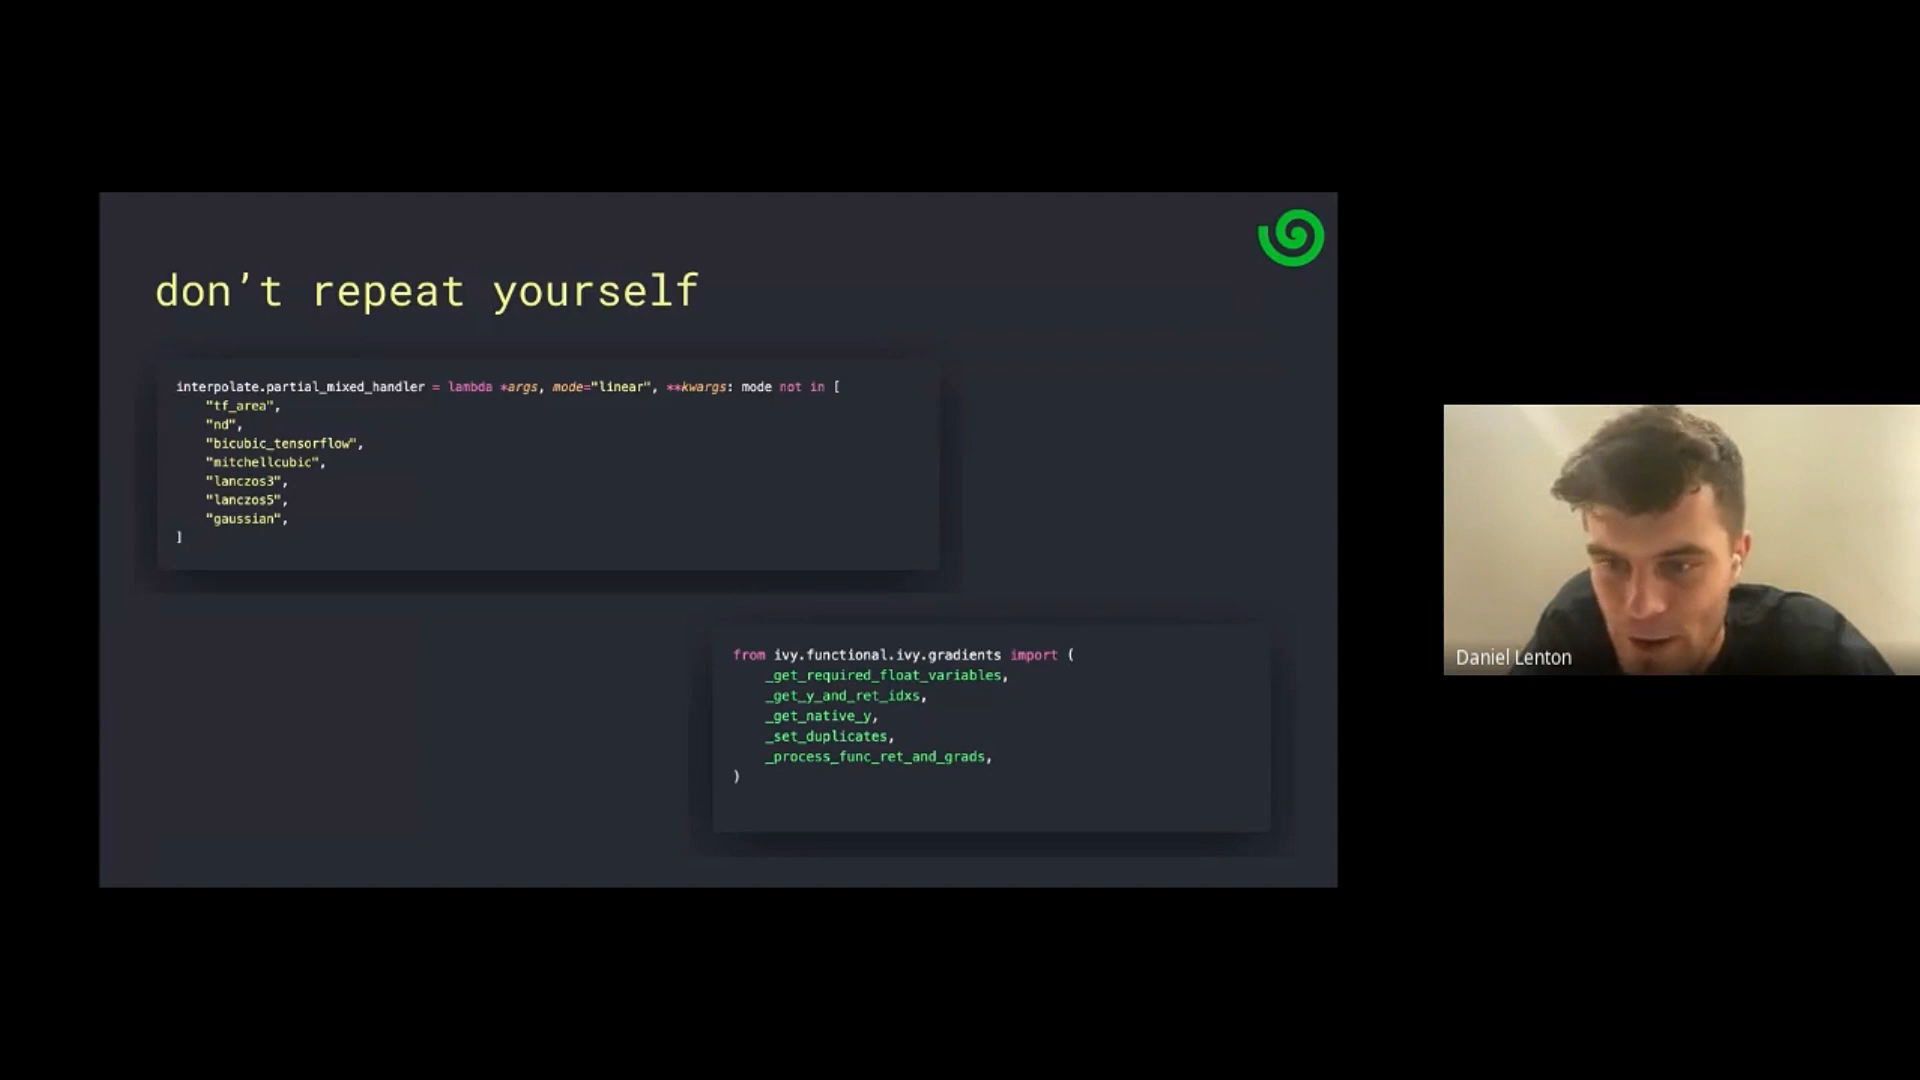 don’t repeat yourself
interpolate.partial_mixed_handler = lambda *args, mode="linear", **kwargs: mode not in [
"tf_area",
"nd",
"bicubic_tensorflow",
"mitchellcubic",
"lanczos3",
"lanczos5",
"gaussian",
]
from ivy.functional.ivy.gradients import (
_get_required_float_variables,
_get_y_and_ret_idxs,
_get_native_y,
_set_duplicates,
_process_func_ret_and_grads,
)
Daniel Lenton